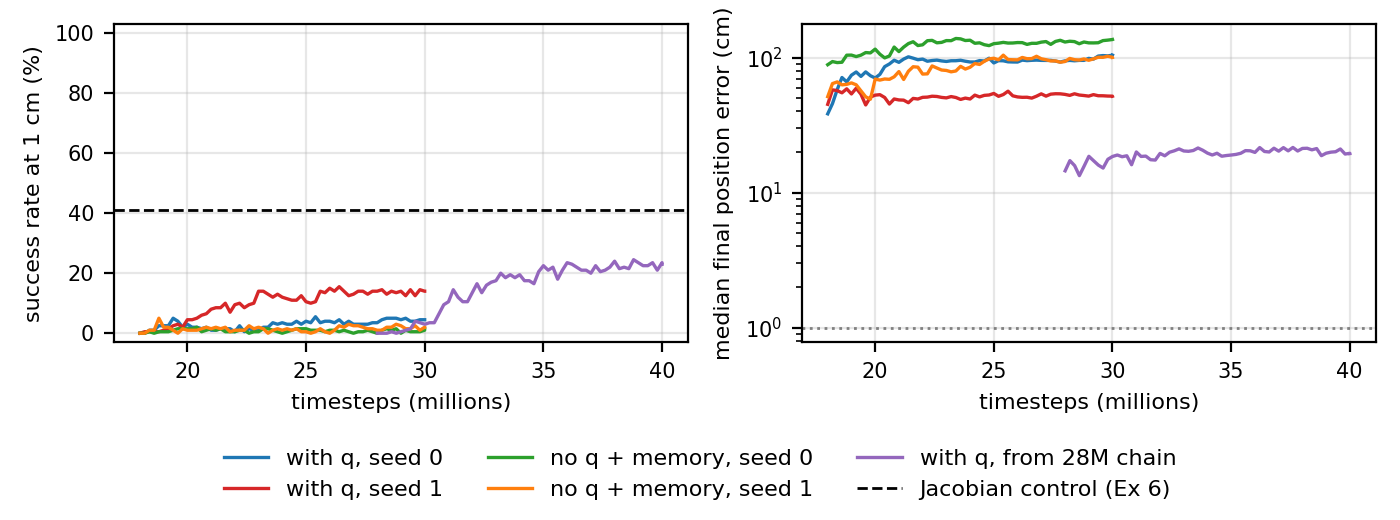 success rate at 1 cm (%)
100
80
60
40
20
0
20
25
30
35
40
timesteps (millions)
median final position error (cm)
10²
10¹
10⁰
20
25
30
35
40
timesteps (millions)
with q, seed 0
with q, seed 1
no q + memory, seed 0
no q + memory, seed 1
with q, from 28M chain
Jacobian control (Ex 6)